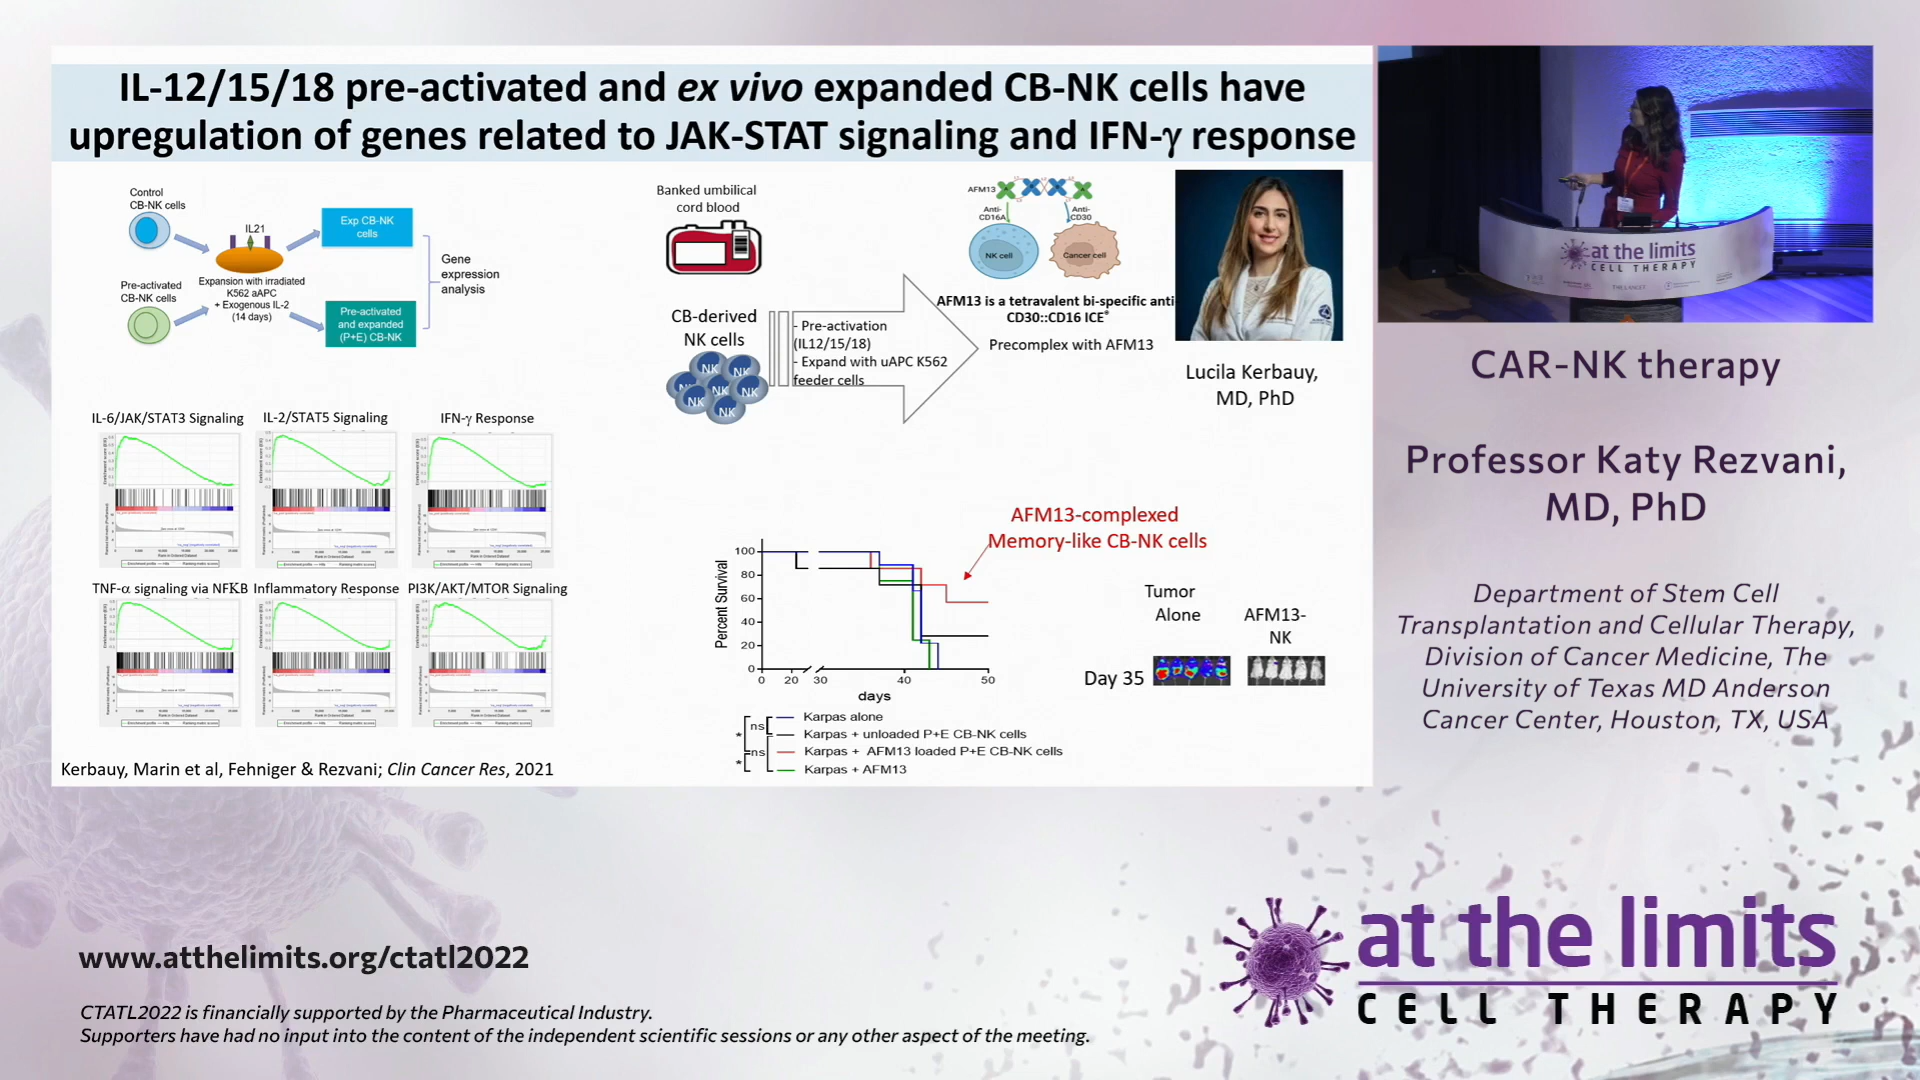 IL-12/15/18 pre-activated and ex vivo expanded CB-NK cells have
upregulation of genes related to JAK-STAT signaling and IFN-γ response
Control
CB-NK cells
IL21
Exp CB-NK
cells
Pre-activated
CB-NK cells
Expansion with irradiated
K562 aAPC
+ Exogenous IL-2
(14 days)
Pre-activated
and expanded
(P+E) CB-NK
Gene
expression
analysis
IL-6/JAK/STAT3 Signaling
IL-2/STAT5 Signaling
IFN-γ Response
TNF-α signaling via NFKB
Inflammatory Response
PI3K/AKT/MTOR Signaling
Kerbauy, Marin et al, Fehniger & Rezvani; Clin Cancer Res, 2021
Banked umbilical
cord blood
CB-derived
NK cells
NK NK
NK NK NK
NK NK
- Pre-activation
(IL12/15/18)
- Expand with uAPC K562
feeder cells
AFM13
Anti-
CD16A
Anti-
CD30
NK cell
Cancer cell
AFM13 is a tetravalent bi-specific anti-
CD30::CD16 ICE®
Precomplex with AFM13
Lucila Kerbauy,
MD, PhD
AFM13-complexed
Memory-like CB-NK cells
Percent Survival
100
80
60
40
20
0
0 20 30 40 50
days
ns
ns
*
*
Karpas alone
Karpas + unloaded P+E CB-NK cells
Karpas + AFM13 loaded P+E CB-NK cells
Karpas + AFM13
Tumor
Alone
AFM13-
NK
Day 35
at the limits
CELL THERAPY
CAR-NK therapy
Professor Katy Rezvani,
MD, PhD
Department of Stem Cell
Transplantation and Cellular Therapy,
Division of Cancer Medicine, The
University of Texas MD Anderson
Cancer Center, Houston, TX, USA
www.atthelimits.org/ctatl2022
CTATL2022 is financially supported by the Pharmaceutical Industry.
Supporters have had no input into the content of the independent scientific sessions or any other aspect of the meeting.
at the limits
CELL THERAPY